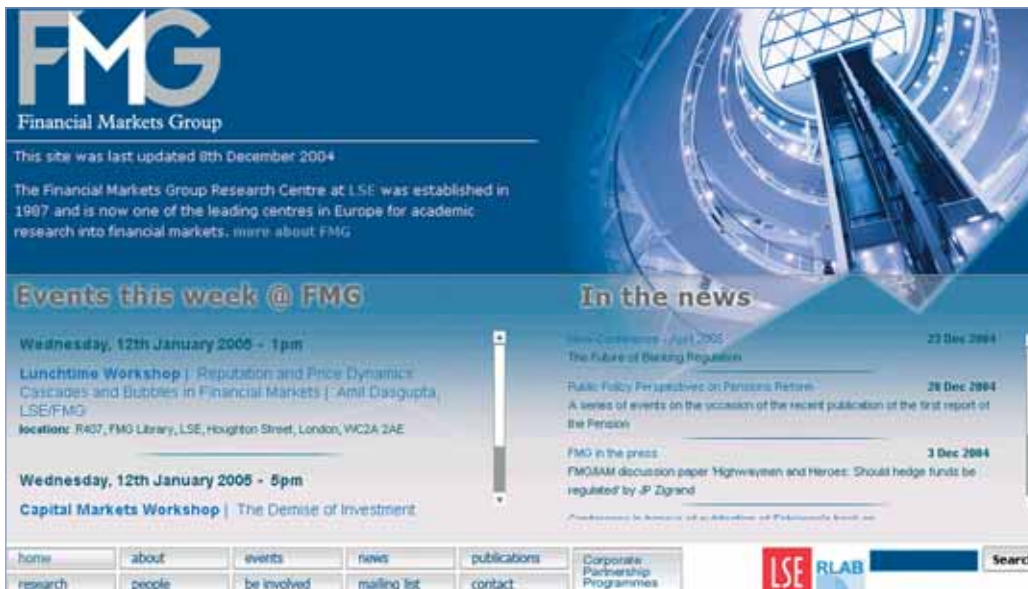 FMG
Financial Markets Group
This site was last updated 8th December 2004
The Financial Markets Group Research Centre at LSE was established in
1987 and is now one of the leading centres in Europe for academic
research into financial markets. more about FMG
Events this week @ FMG
Wednesday, 12th January 2005 - 1pm
Lunchtime Workshop | Reputation and Price Dynamics
Cascades and Bubbles in Financial Markets | Amil Dasgupta,
LSE/FMG
location: R407, FMG Library, LSE, Houghton Street, London, WC2A 2AE
Wednesday, 12th January 2005 - 5pm
Capital Markets Workshop | The Demise of Investment
In the news
New Conference - April 2005 23 Dec 2004
The Future of Banking Regulation
Public Policy Perspectives on Pensions Reform 20 Dec 2004
A series of events on the occasion of the recent publication of the first report of
the Pension
FMG in the press 3 Dec 2004
FMG/IAM discussion paper 'Highwaymen and Heroes: Should hedge funds be
regulated' by JP Zigrand
home about events news publications Corporate
Partnership
Programmes
research people be involved mailing list contact
LSE RLAB Searc